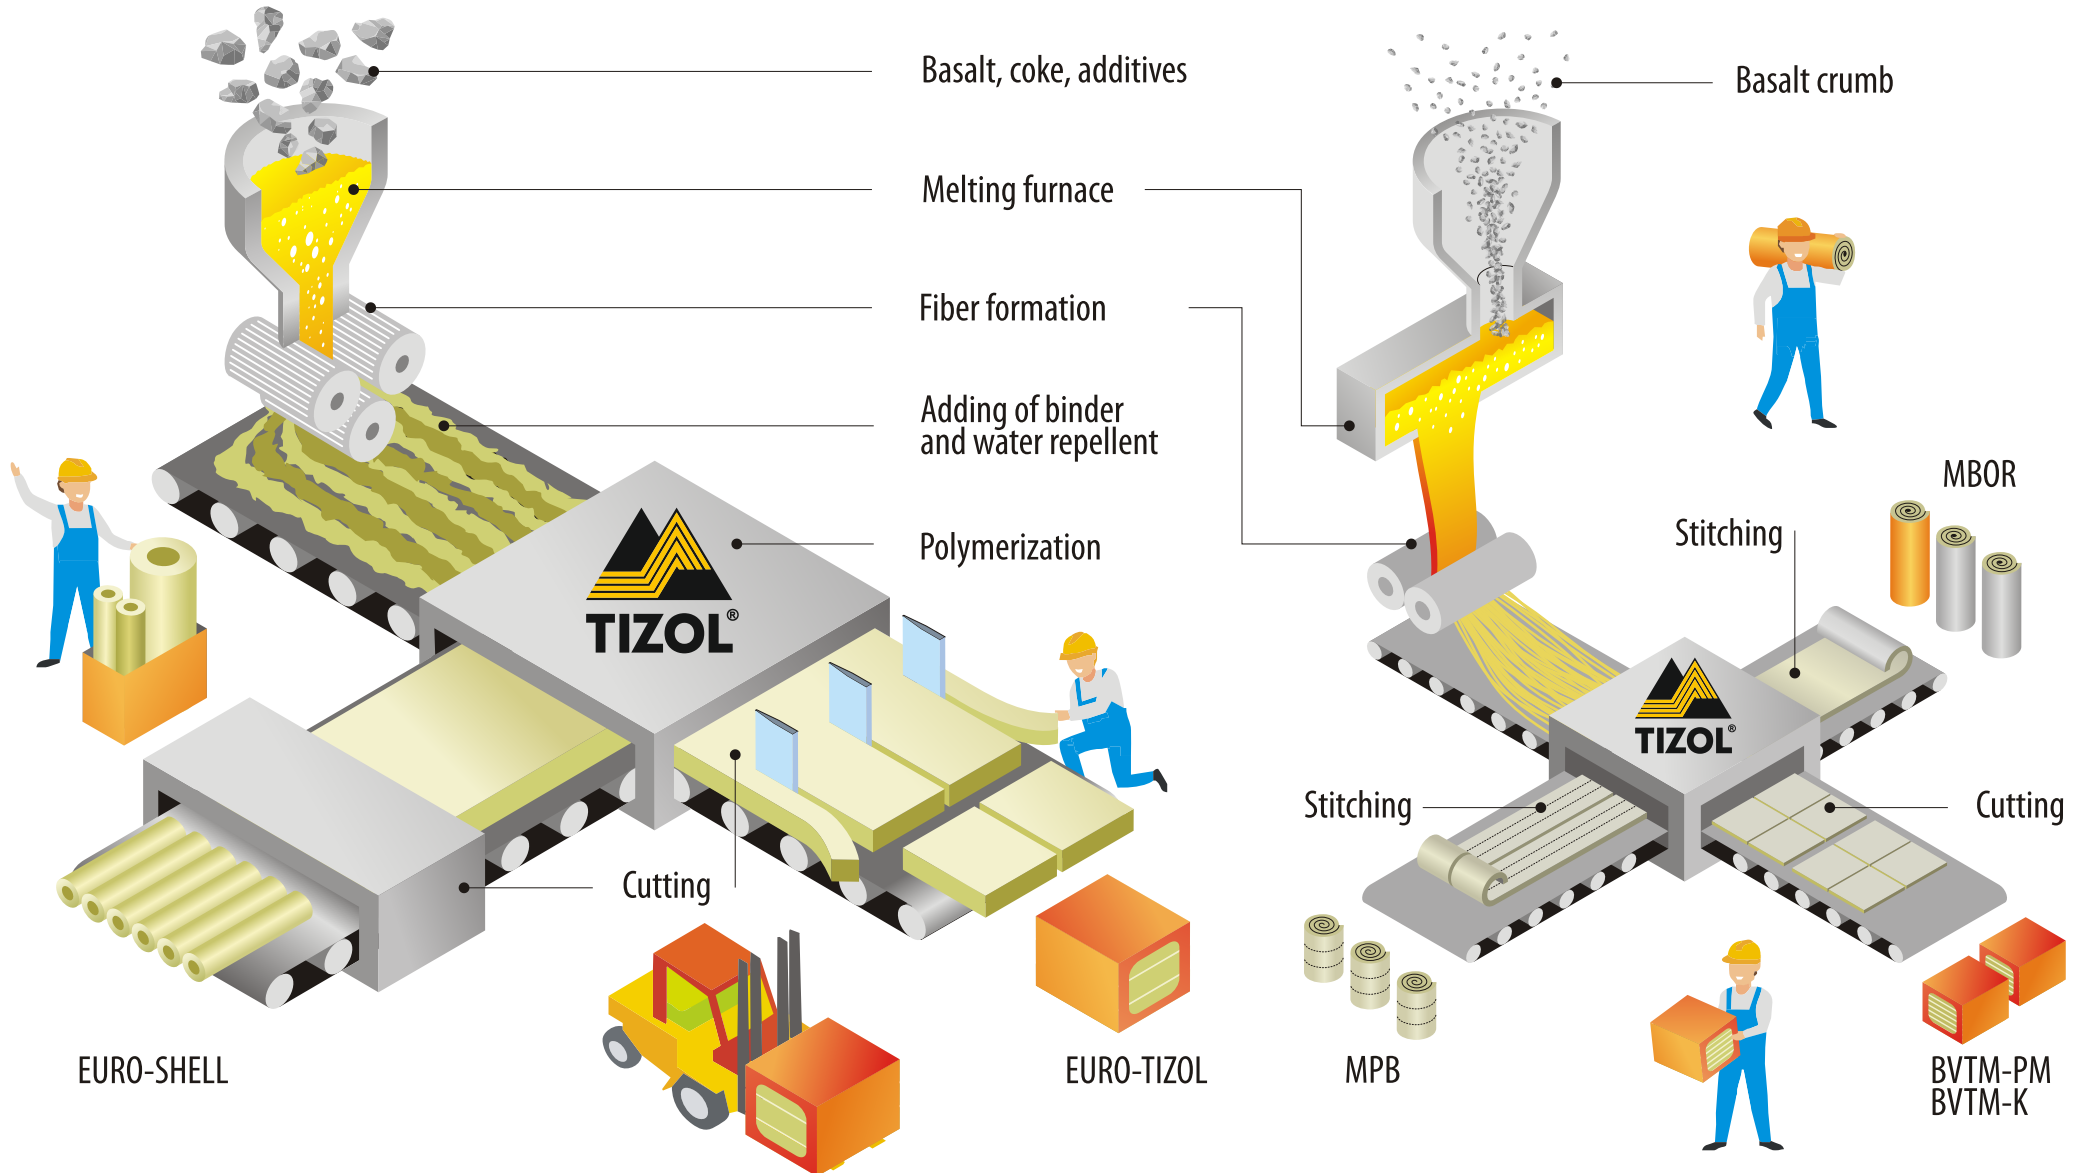 Basalt, coke, additives
Basalt crumb
Melting furnace
Fiber formation
Adding of binder
and water repellent
Polymerization
TIZOL®
Cutting
EURO-SHELL
EURO-TIZOL
MBOR
Stitching
TIZOL®
Stitching
Cutting
MPB
BVTM-PM
BVTM-K